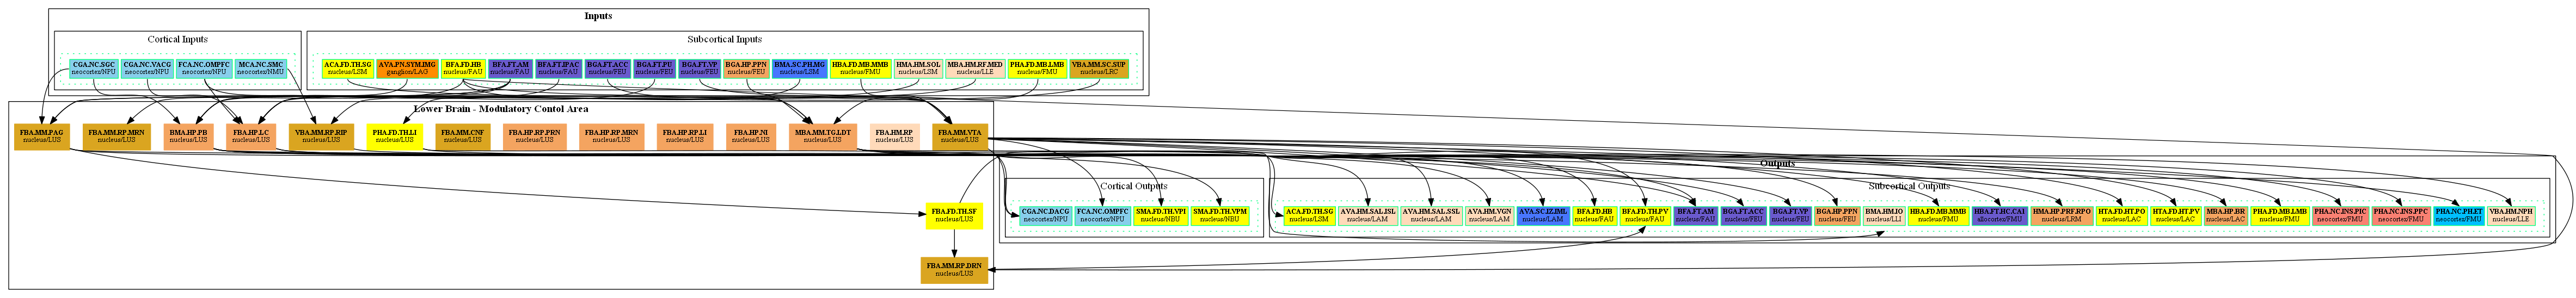 Inputs
Cortical Inputs
Subcortical Inputs
CGA.NC.SGC
neocortex/NPU
CGA.NC.VACG
neocortex/NPU
FCA.NC.OMPFC
neocortex/NPU
MCA.NC.SMC
neocortex/NMU
ACA.FD.TH.SG
nucleus/LSM
AVA.PN.SYM.IMG
ganglion/LAO
BFA.FD.HB
nucleus/FAU
BFA.FT.AM
nucleus/FAU
BFA.FT.IPAC
nucleus/FAU
BGA.FT.ACC
nucleus/FEU
BGA.FT.PU
nucleus/FEU
BGA.FT.VP
nucleus/FEU
BGA.HP.PPN
nucleus/FEU
BMA.SC.PH.MG
nucleus/LSM
HBA.FD.MB.MMB
nucleus/FMU
HMA.HM.SOL
nucleus/LSM
MBA.HM.RF.MED
nucleus/LLE
PHA.FD.MB.LMB
nucleus/FMU
VBA.MM.SC.SUP
nucleus/LRC
Lower Brain - Modulatory Contol Area
FBA.MM.PAG
nucleus/LUS
FBA.MM.RP.MRN
nucleus/LUS
BMA.HP.PB
nucleus/LUS
FBA.HP.LC
nucleus/LUS
VBA.MM.RP.RIP
nucleus/LUS
PHA.FD.TH.LI
nucleus/LUS
FBA.MM.CNF
nucleus/LUS
FBA.HP.RP.PRN
nucleus/LUS
FBA.HP.RP.MRN
nucleus/LUS
FBA.HP.RP.LI
nucleus/LUS
FBA.HP.NI
nucleus/LUS
MBA.MM.TG.LDT
nucleus/LUS
FBA.HM.RP
nucleus/LUS
FBA.MM.VTA
nucleus/LUS
FBA.FD.TH.SF
nucleus/LUS
FBA.MM.RP.DRN
nucleus/LUS
Outputs
Cortical Outputs
Subcortical Outputs
CGA.NC.DACG
neocortex/NPU
FCA.NC.OMPFC
neocortex/NPU
SMA.FD.TH.VPI
nucleus/NBU
SMA.FD.TH.VPM
nucleus/NBU
ACA.FD.TH.SG
nucleus/LSM
AVA.HM.SAL.ISL
nucleus/LAM
AVA.HM.SAL.SSL
nucleus/LAM
AVA.HM.VGN
nucleus/LAM
AVA.SC.IZ.IML
nucleus/LAM
BFA.FD.HB
nucleus/FAU
BFA.FD.TH.PV
nucleus/FAU
BFA.FT.AM
nucleus/FAU
BGA.FT.ACC
nucleus/FEU
BGA.FT.VP
nucleus/FEU
BGA.HP.PPN
nucleus/FEU
BMA.HM.IO
nucleus/LLI
HBA.FD.MB.MMB
nucleus/FMU
HBA.FT.HC.CAI
allocortex/FMU
HMA.HP.PRF.RPO
nucleus/LRM
HTA.FD.HT.PO
nucleus/LAC
HTA.FD.HT.PV
nucleus/LAC
MBA.HP.BR
nucleus/LAC
PHA.FD.MB.LMB
nucleus/FMU
PHA.NC.INS.PIC
neocortex/FMU
PHA.NC.INS.PPC
neocortex/FMU
PHA.NC.PH.ET
neocortex/FMU
VBA.HM.NPH
nucleus/LLE